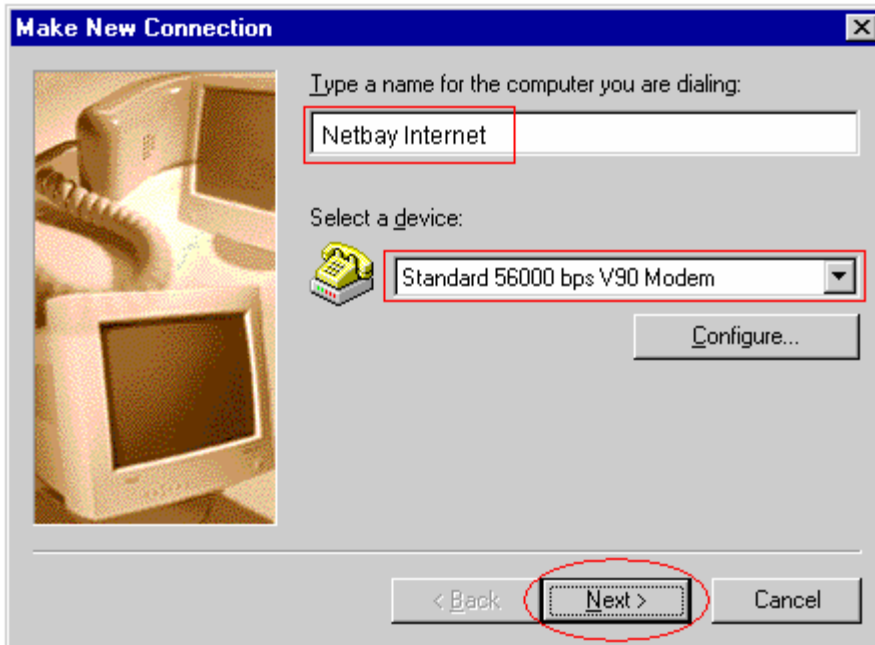 Make New Connection
Type a name for the computer you are dialing:
Netbay Internet
Select a device:
Standard 56000 bps V90 Modem
Configure...
< Back
Next >
Cancel